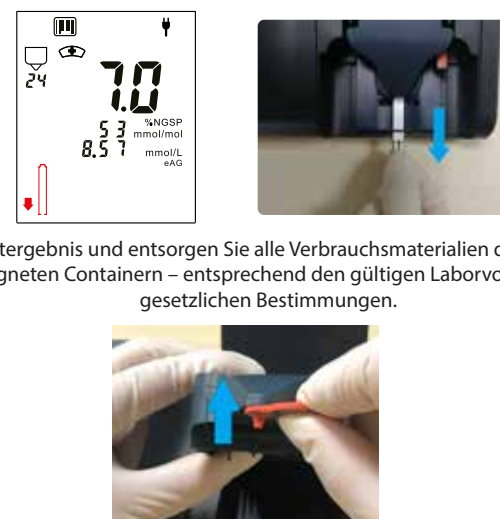 24
7.0
%NGSP
53 mmol/mol
8.57 mmol/L
eAG
tergebnis und entsorgen Sie alle Verbrauchsmaterialien
gneten Containern – entsprechend den gültigen
gesetzlichen Bestimmungen.